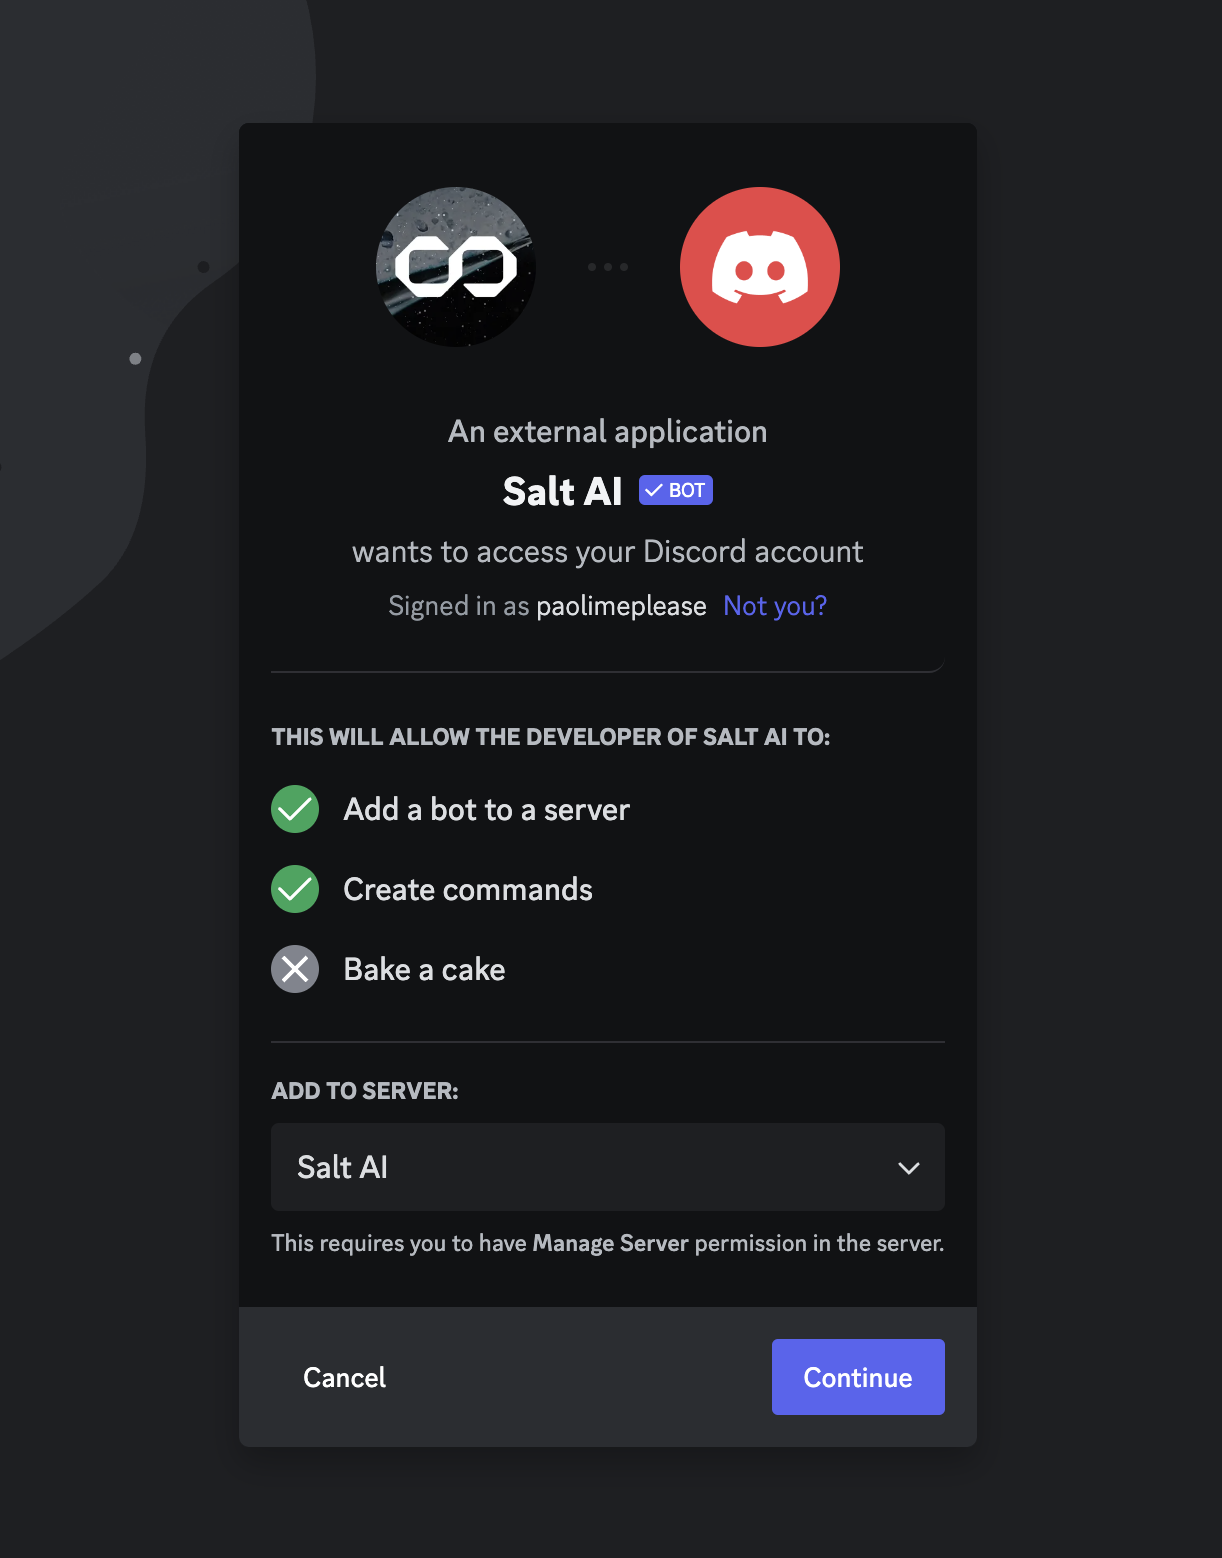 An external application
Salt AI BOT
wants to access your Discord account
Signed in as paolimeplease Not you?
THIS WILL ALLOW THE DEVELOPER OF SALT AI TO:
Add a bot to a server
Create commands
Bake a cake
ADD TO SERVER:
Salt AI
This requires you to have Manage Server permission in the server.
Cancel Continue